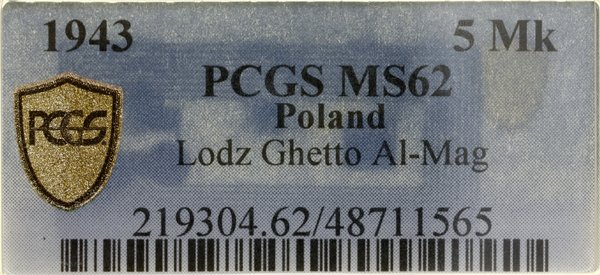 1943 5 Mk
PCGS MS62
PCGS Poland
Lodz Ghetto Al-Mag
219304.62/48711565